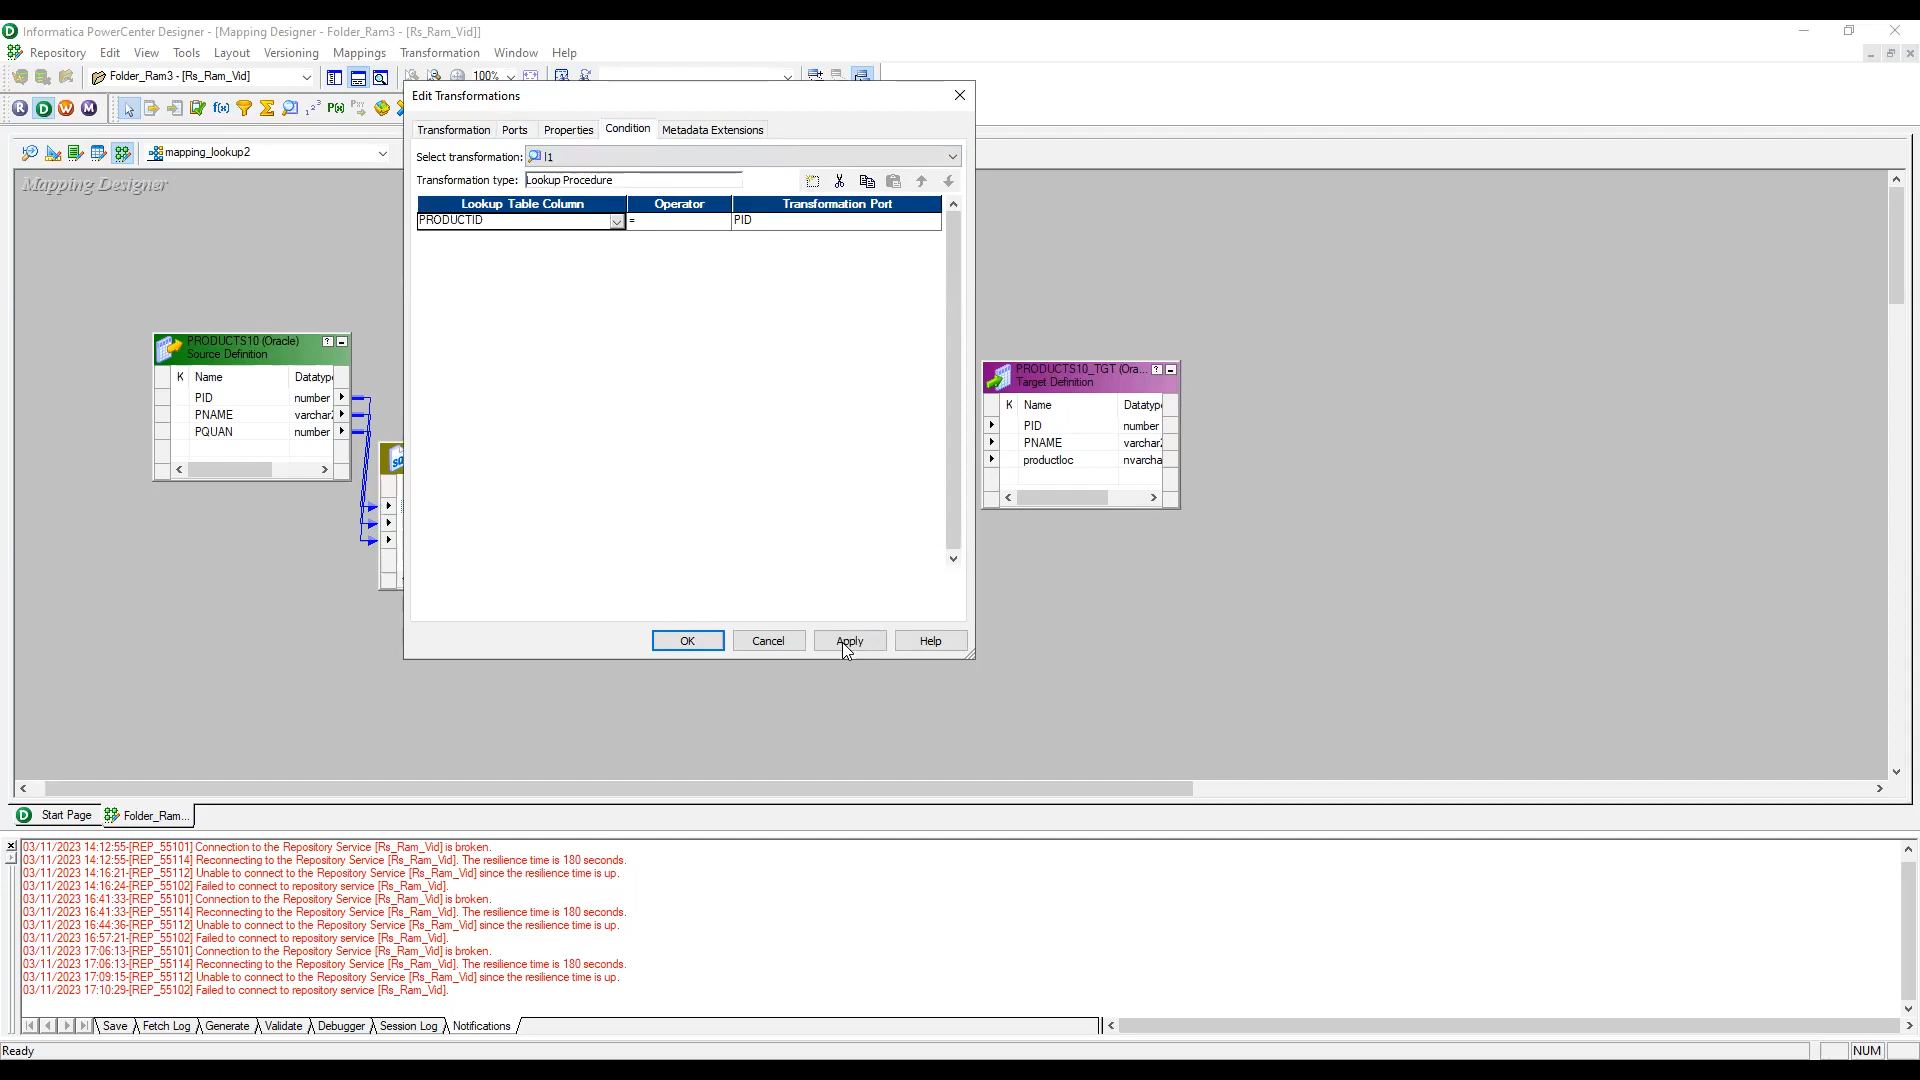 Informatica PowerCenter Designer - [Mapping Designer - Folder_Ram3 - [Rs_Ram_Vid]]
Repository Edit View Tools Layout Versioning Mappings Transformation Window Help
Folder_Ram3 - [Rs_Ram_Vid] 100%
R D W M f(x) P(x)
Edit Transformations
Transformation Ports Properties Condition Metadata Extensions
mapping_lookup2
Select transformation: l1
Transformation type: Lookup Procedure
Mapping Designer
Lookup Table Column Operator Transformation Port
PRODUCTID = PID
PRODUCTS10 (Oracle)
Source Definition
K Name Datatyp
PID number
PNAME varchar2
PQUAN number
PRODUCTS10_TGT (Ora...
Target Definition
K Name Datatyp
PID number
PNAME varchar2
productloc nvarcha
OK Cancel Apply Help
Start Page Folder_Ram...
03/11/2023 14:12:55-[REP_55101] Connection to the Repository Service [Rs_Ram_Vid] is broken.
03/11/2023 14:12:55-[REP_55114] Reconnecting to the Repository Service [Rs_Ram_Vid]. The resilience time is 180 seconds.
03/11/2023 14:16:21-[REP_55112] Unable to connect to the Repository Service [Rs_Ram_Vid] since the resilience time is up.
03/11/2023 14:16:24-[REP_55102] Failed to connect to repository service [Rs_Ram_Vid].
03/11/2023 16:41:33-[REP_55101] Connection to the Repository Service [Rs_Ram_Vid] is broken.
03/11/2023 16:41:33-[REP_55114] Reconnecting to the Repository Service [Rs_Ram_Vid]. The resilience time is 180 seconds.
03/11/2023 16:44:36-[REP_55112] Unable to connect to the Repository Service [Rs_Ram_Vid] since the resilience time is up.
03/11/2023 16:57:21-[REP_55102] Failed to connect to repository service [Rs_Ram_Vid].
03/11/2023 17:06:13-[REP_55101] Connection to the Repository Service [Rs_Ram_Vid] is broken.
03/11/2023 17:06:13-[REP_55114] Reconnecting to the Repository Service [Rs_Ram_Vid]. The resilience time is 180 seconds.
03/11/2023 17:09:15-[REP_55112] Unable to connect to the Repository Service [Rs_Ram_Vid] since the resilience time is up.
03/11/2023 17:10:29-[REP_55102] Failed to connect to repository service [Rs_Ram_Vid].
Save Fetch Log Generate Validate Debugger Session Log Notifications
Ready NUM